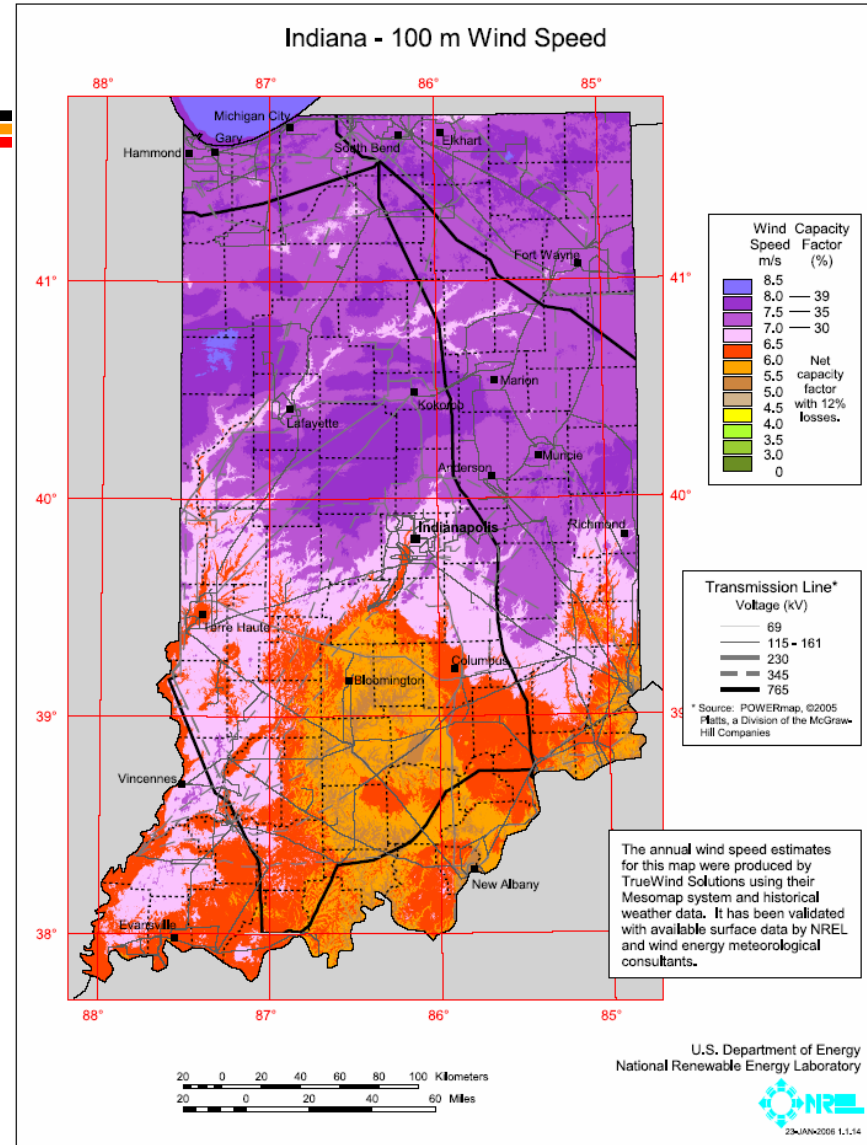 Indiana - 100 m Wind Speed
88° 87° 86° 85°
Michigan City
Gary
Hammond
South Bend
Elkhart
Fort Wayne
41° 41°
Marion
Kokomo
Lafayette
Muncie
Anderson
40° 40°
Indianapolis
Richmond
Terre Haute
Columbus
Bloomington
39° 39
Vincennes
New Albany
Evansville
38° 38°
88° 87° 86° 85°
Wind Capacity
Speed Factor
m/s (%)
8.5
8.0 — 39
7.5 — 35
7.0 — 30
6.5
6.0
5.5
5.0
4.5
4.0
3.5
3.0
0
Net
capacity
factor
with 12%
losses.
Transmission Line*
Voltage (kV)
69
115 - 161
230
345
765
* Source: POWERmap, ©2005
Platts, a Division of the McGraw-
Hill Companies
The annual wind speed estimates
for this map were produced by
TrueWind Solutions using their
Mesomap system and historical
weather data. It has been validated
with available surface data by NREL
and wind energy meteorological
consultants.
20 0 20 40 60 80 100 Kilometers
20 0 20 40 60 Miles
U.S. Department of Energy
National Renewable Energy Laboratory
NREL
23-JAN-2006 1.1.14